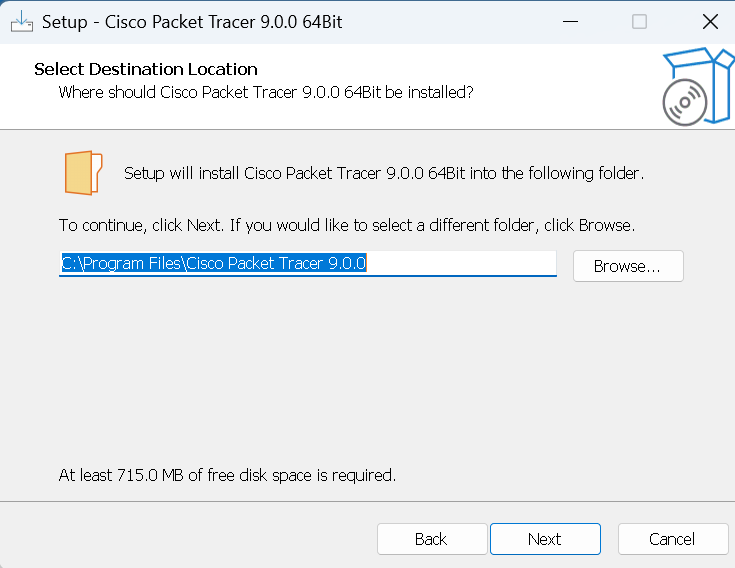 Setup - Cisco Packet Tracer 9.0.0 64Bit
Select Destination Location
Where should Cisco Packet Tracer 9.0.0 64Bit be installed?
Setup will install Cisco Packet Tracer 9.0.0 64Bit into the following folder.
To continue, click Next. If you would like to select a different folder, click Browse.
C:\Program Files\Cisco Packet Tracer 9.0.0
Browse...
At least 715.0 MB of free disk space is required.
Back
Next
Cancel